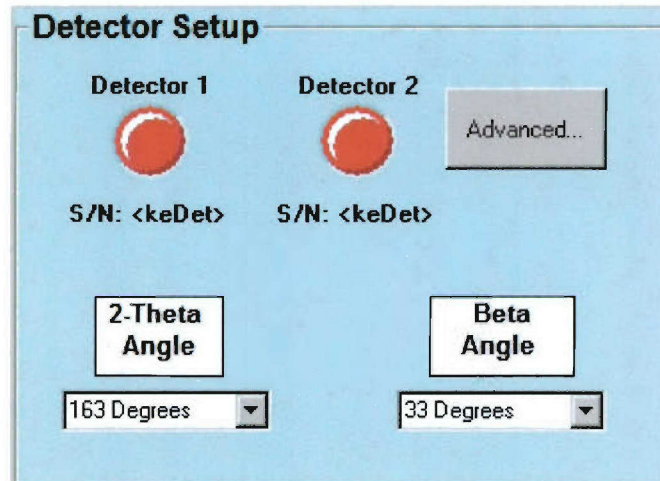 Detector Setup
Detector 1 Detector 2
Advanced...
S/N: <keDet> S/N: <keDet>
2-Theta Angle
Beta Angle
163 Degrees
33 Degrees